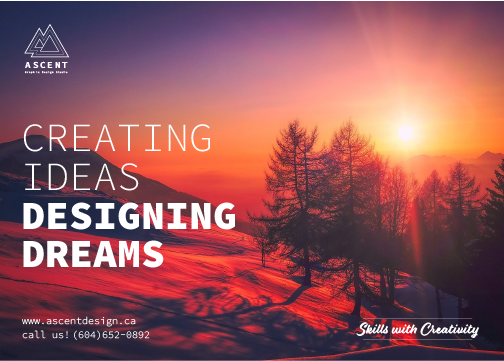 ASCENT
Graphic Design Studio
CREATING
IDEAS
DESIGNING
DREAMS
www.ascentdesign.ca
call us! (604)652-0892
Skills with Creativity